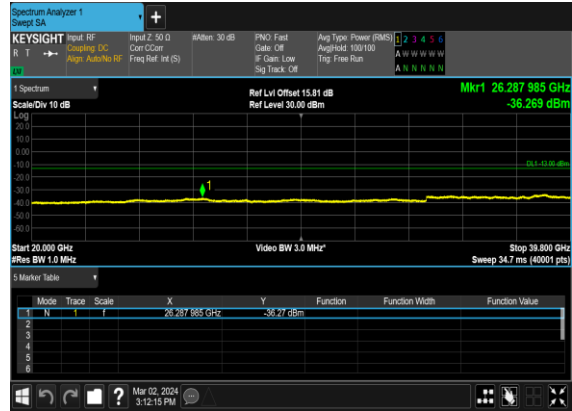 Spectrum Analyzer 1
Swept SA
+
KEYSIGHT Input: RF Input Z: 50 Ω #Atten: 30 dB PNO: Fast Avg Type: Power (RMS) 1 2 3 4 5 6
R T Coupling: DC Corr CCorr Gate: Off Avg|Hold: 100/100 A W W W W W
Align: Auto/No RF Freq Ref: Int (S) IF Gain: Low Trig: Free Run
Sig Track: Off A N N N N N
1 Spectrum Ref Lvl Offset 15.81 dB Mkr1 26.287 985 GHz
Scale/Div 10 dB Ref Level 30.00 dBm -36.269 dBm
Log
20.0
10.0
0.00
-10.0
DL1 -13.00 dBm
-20.0
-30.0
1
-40.0
-50.0
-60.0
Start 20.000 GHz Video BW 3.0 MHz* Stop 39.800 GHz
#Res BW 1.0 MHz Sweep 34.7 ms (40001 pts)
5 Marker Table
Mode Trace Scale X Y Function Function Width Function Value
1 N 1 f 26.287 985 GHz -36.27 dBm
2
3
4
5
6
? Mar 02, 2024
3:12:15 PM